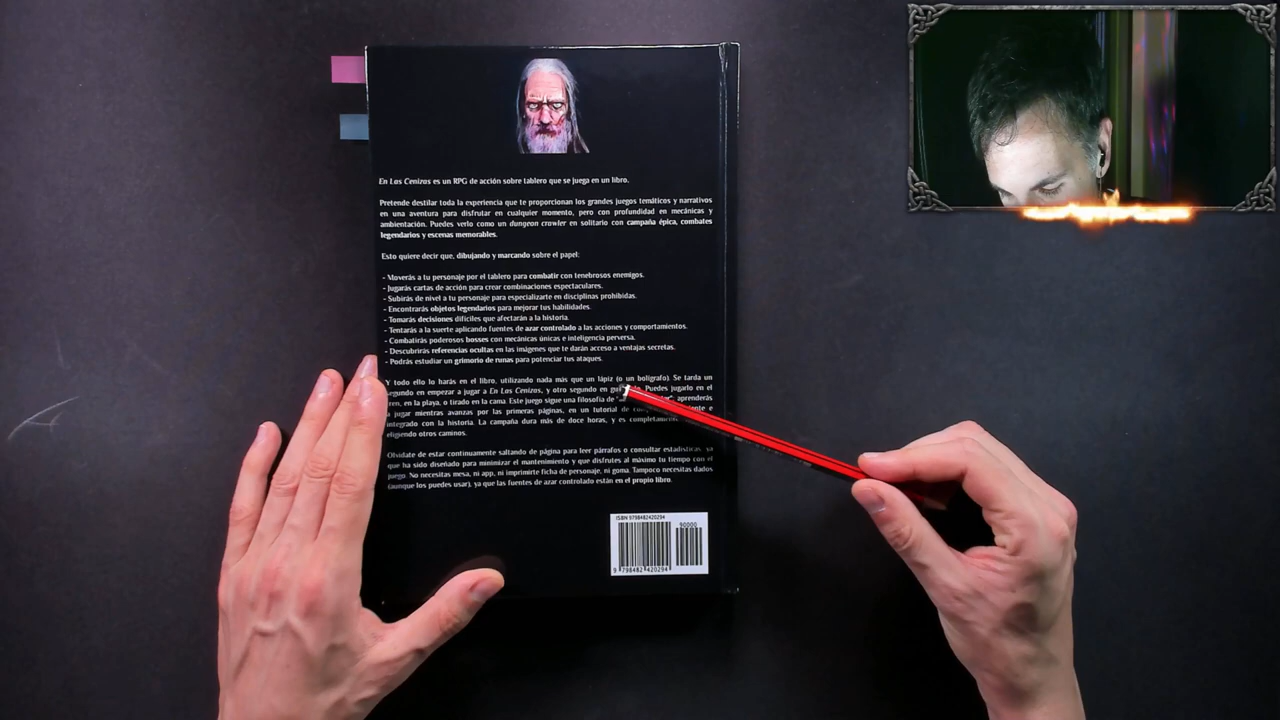 En Las Cenizas es un RPG de acción sobre tablero que se juega en un libro.
Pretende destilar toda la experiencia que te proporcionan los grandes juegos temáticos y narrativos
en una aventura para disfrutar en cualquier momento, pero con profundidad en mecánicas y
ambientación. Puedes verlo como un dungeon crawler en solitario con campaña épica, combates
legendarios y escenas memorables.
Esto quiere decir que, dibujando y marcando sobre el papel:
- Moverás a tu personaje por el tablero para combatir con tenebrosos enemigos.
- Jugarás cartas de acción para crear combinaciones espectaculares.
- Subirás de nivel a tu personaje para especializarte en disciplinas prohibidas.
- Encontrarás objetos legendarios para mejorar tus habilidades.
- Tomarás decisiones difíciles que afectarán a la historia.
- Tentarás a la suerte aplicando fuentes de azar controlado a las acciones y comportamientos.
- Combatirás poderosos bosses con mecánicas únicas e inteligencia perversa.
- Descubrirás referencias ocultas en las imágenes que te darán acceso a ventajas secretas.
- Podrás estudiar un grimorio de runas para potenciar tus ataques.
Y todo ello lo harás en el libro, utilizando nada más que un lápiz (o un bolígrafo). Se tarda un
segundo en empezar a jugar a En Las Cenizas, y otro segundo en Puedes jugarlo en el
tren, en la playa, o tirado en la cama. Este juego sigue una filosofía de aprenderás
a jugar mientras avanzas por las primeras páginas, en un tutorial de e
integrado con la historia. La campaña dura más de doce horas, y es
eligiendo otros caminos.
Olvídate de estar continuamente saltando de página para leer párrafos o consultar estadísticas, ya
que ha sido diseñado para minimizar el mantenimiento y que disfrutes al máximo tu tiempo con el
juego. No necesitas mesa, ni app, ni imprimirte ficha de personaje, ni goma. Tampoco necesitas dados
(aunque los puedes usar), ya que las fuentes de azar controlado están en el propio libro.
ISBN 9798482420294
90000
9 798482 420294